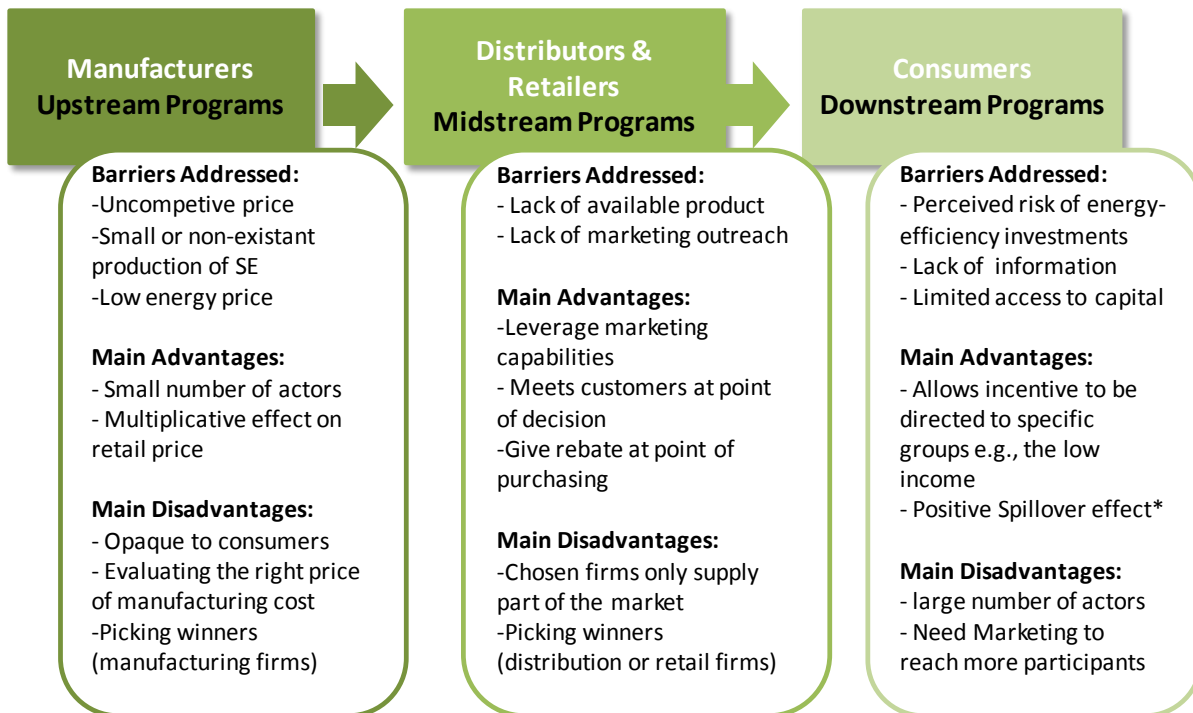 Manufacturers
Upstream Programs
Barriers Addressed:
-Uncompetive price
-Small or non-existant
production of SE
-Low energy price
Main Advantages:
- Small number of actors
- Multiplicative effect on
retail price
Main Disadvantages:
- Opaque to consumers
- Evaluating the right price
of manufacturing cost
-Picking winners
(manufacturing firms)
Distributors &
Retailers
Midstream Programs
Barriers Addressed:
- Lack of available product
- Lack of marketing outreach
Main Advantages:
-Leverage marketing
capabilities
- Meets customers at point
of decision
-Give rebate at point of
purchasing
Main Disadvantages:
-Chosen firms only supply
part of the market
-Picking winners
(distribution or retail firms)
Consumers
Downstream Programs
Barriers Addressed:
- Perceived risk of energy-
efficiency investments
- Lack of information
- Limited access to capital
Main Advantages:
- Allows incentive to be
directed to specific
groups e.g., the low
income
- Positive Spillover effect*
Main Disadvantages:
- large number of actors
- Need Marketing to
reach more participants